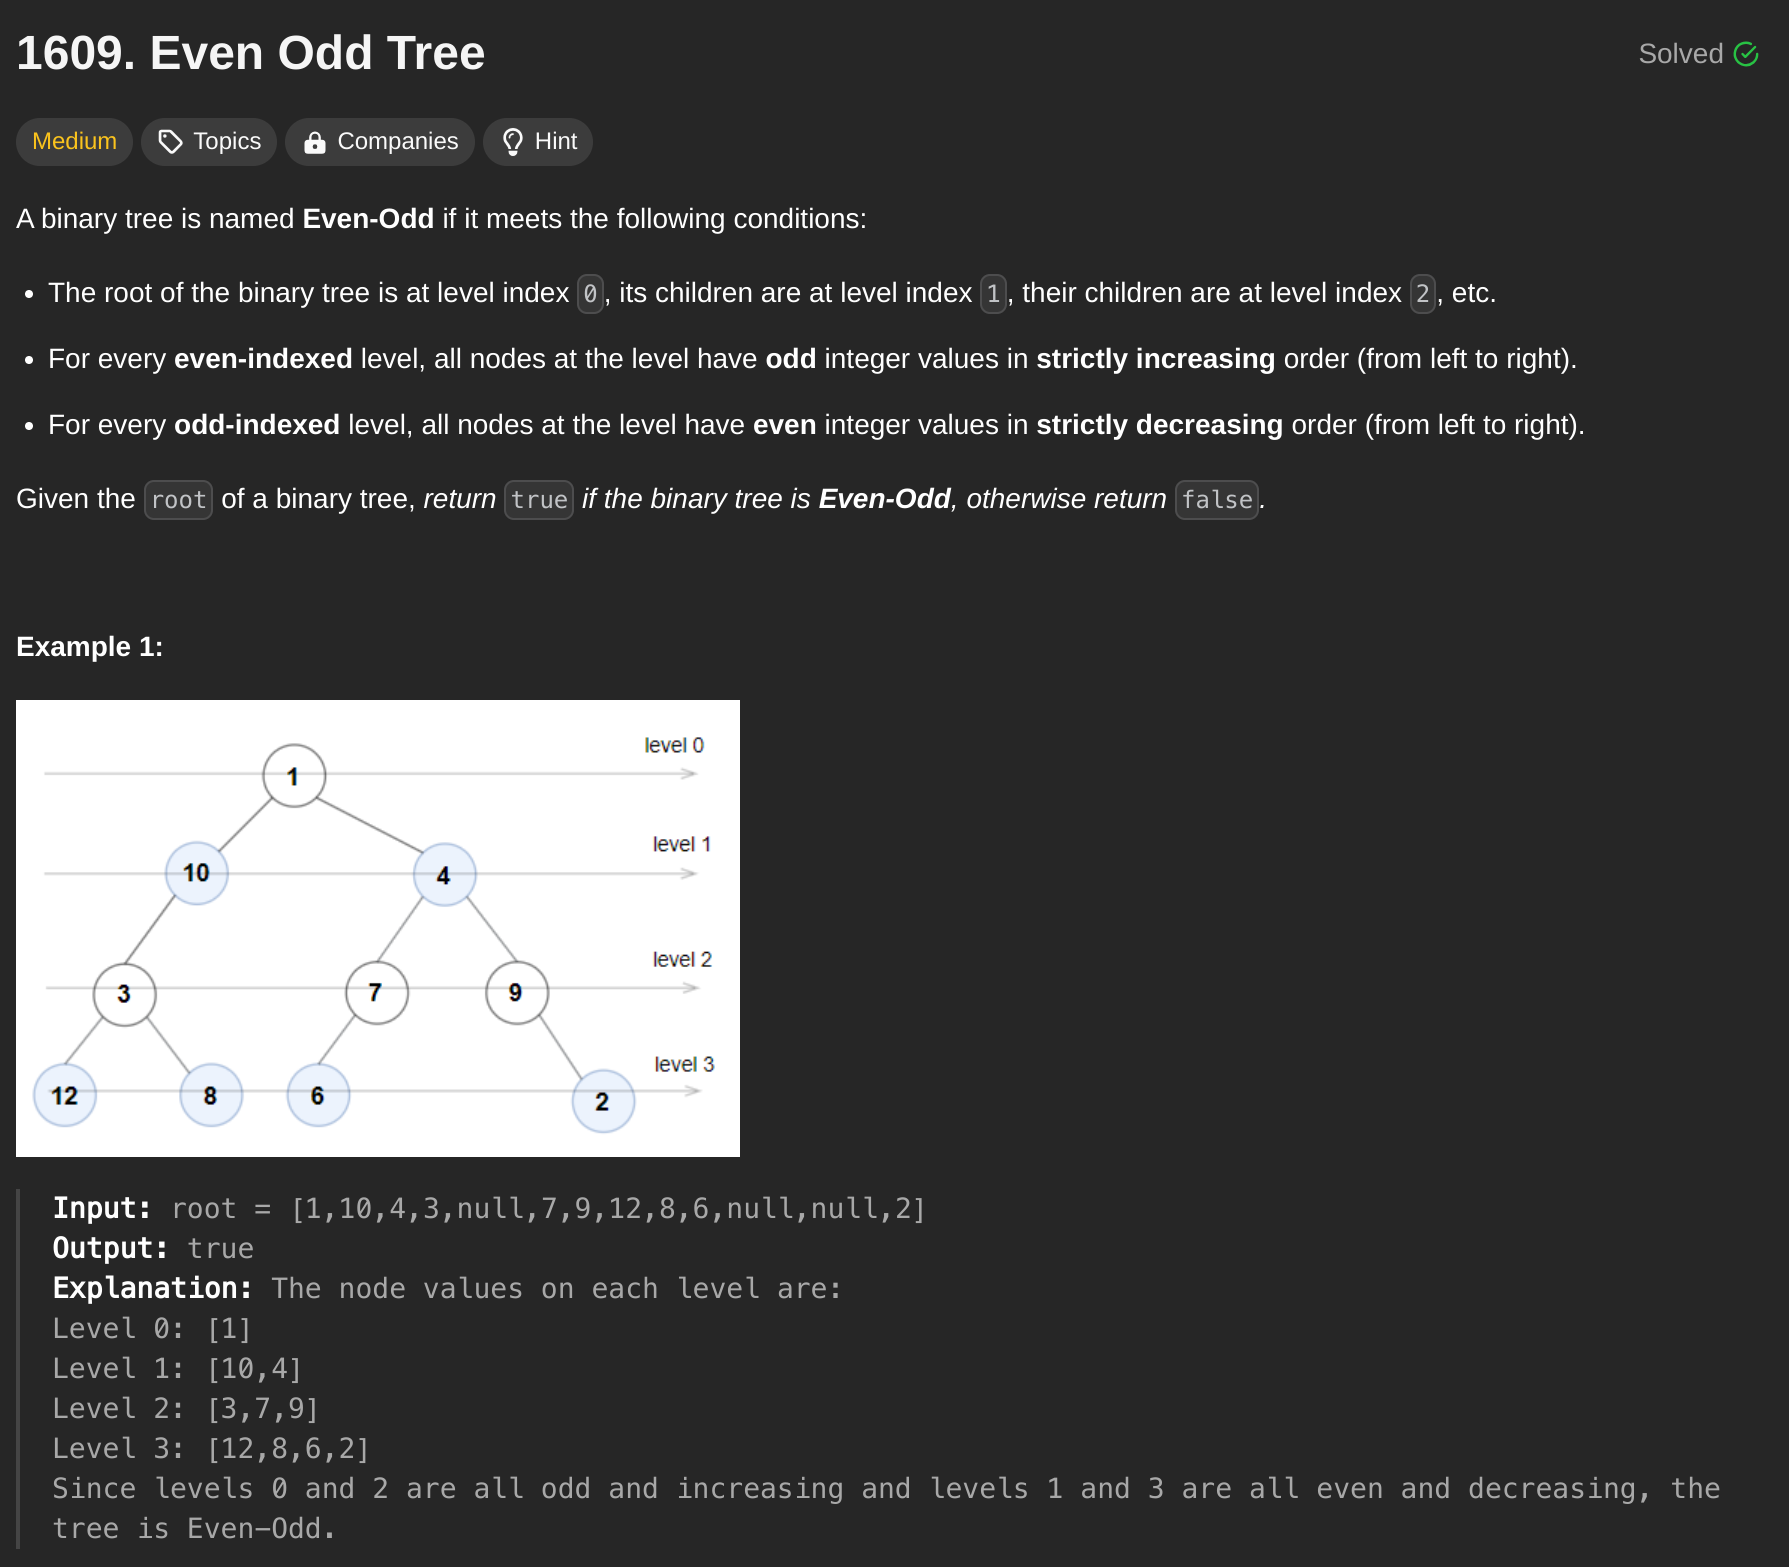 1609. Even Odd Tree
Solved
Medium
Topics
Companies
Hint
A binary tree is named Even-Odd if it meets the following conditions:
• The root of the binary tree is at level index 0, its children are at level index 1, their children are at level index 2, etc.
• For every even-indexed level, all nodes at the level have odd integer values in strictly increasing order (from left to right).
• For every odd-indexed level, all nodes at the level have even integer values in strictly decreasing order (from left to right).
Given the root of a binary tree, return true if the binary tree is Even-Odd, otherwise return false.
Example 1:
level 0
1
level 1
10
4
level 2
3
7
9
level 3
12
8
6
2
Input: root = [1,10,4,3,null,7,9,12,8,6,null,null,2]
Output: true
Explanation: The node values on each level are:
Level 0: [1]
Level 1: [10,4]
Level 2: [3,7,9]
Level 3: [12,8,6,2]
Since levels 0 and 2 are all odd and increasing and levels 1 and 3 are all even and decreasing, the
tree is Even-Odd.